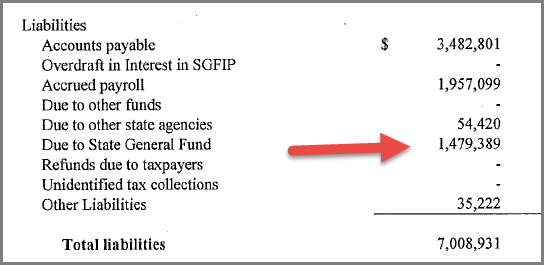 Liabilities
Accounts payable $ 3,482,801
Overdraft in Interest in SGFIP -
Accrued payroll 1,957,099
Due to other funds -
Due to other state agencies 54,420
Due to State General Fund 1,479,389
Refunds due to taxpayers -
Unidentified tax collections -
Other Liabilities 35,222
Total liabilities 7,008,931